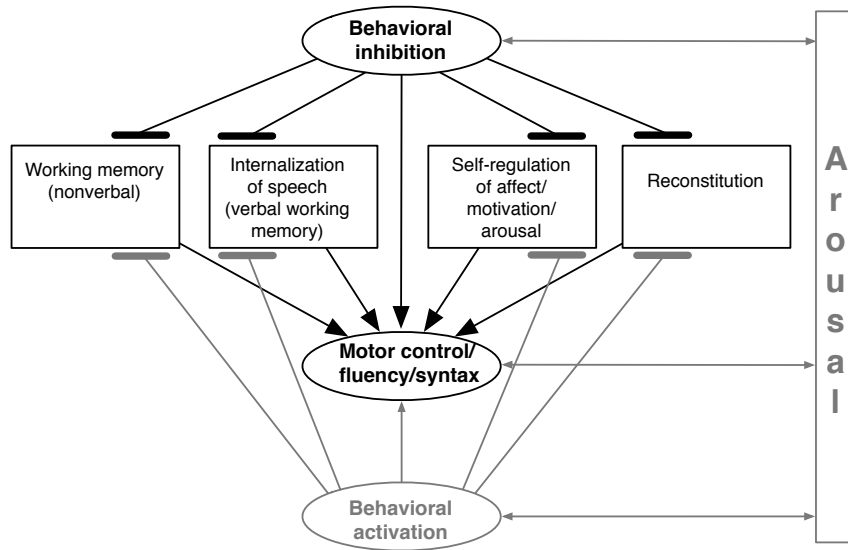 Behavioral
inhibition
Working memory
(nonverbal)
Internalization
of speech
(verbal working
memory)
Self-regulation
of affect/
motivation/
arousal
Reconstitution
Arousal
Motor control/
fluency/syntax
Behavioral
activation